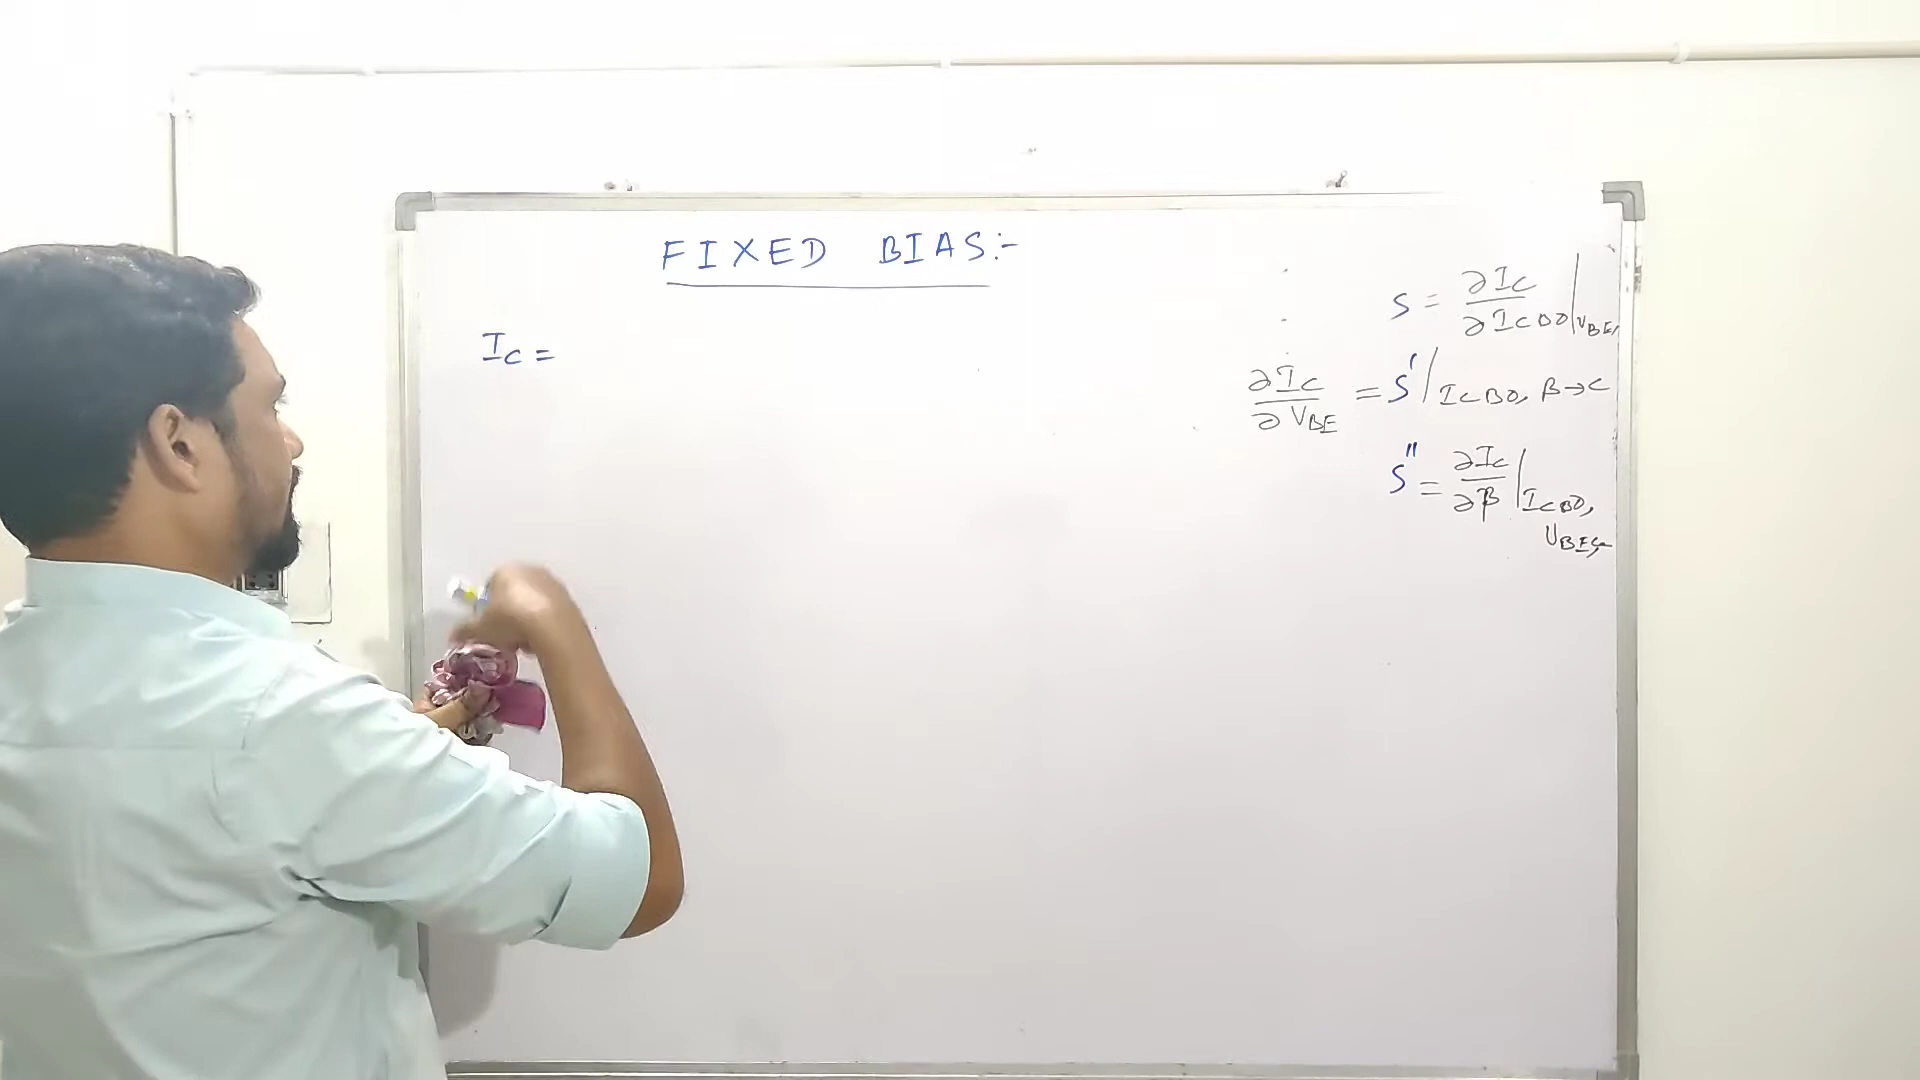 FIXED BIAS:-
S = ∂IC / ∂ICBO | VBE,
IC =
∂IC / ∂VBE = S' / ICBO, β→C
S'' = ∂IC / ∂β | ICBO,
VBE,